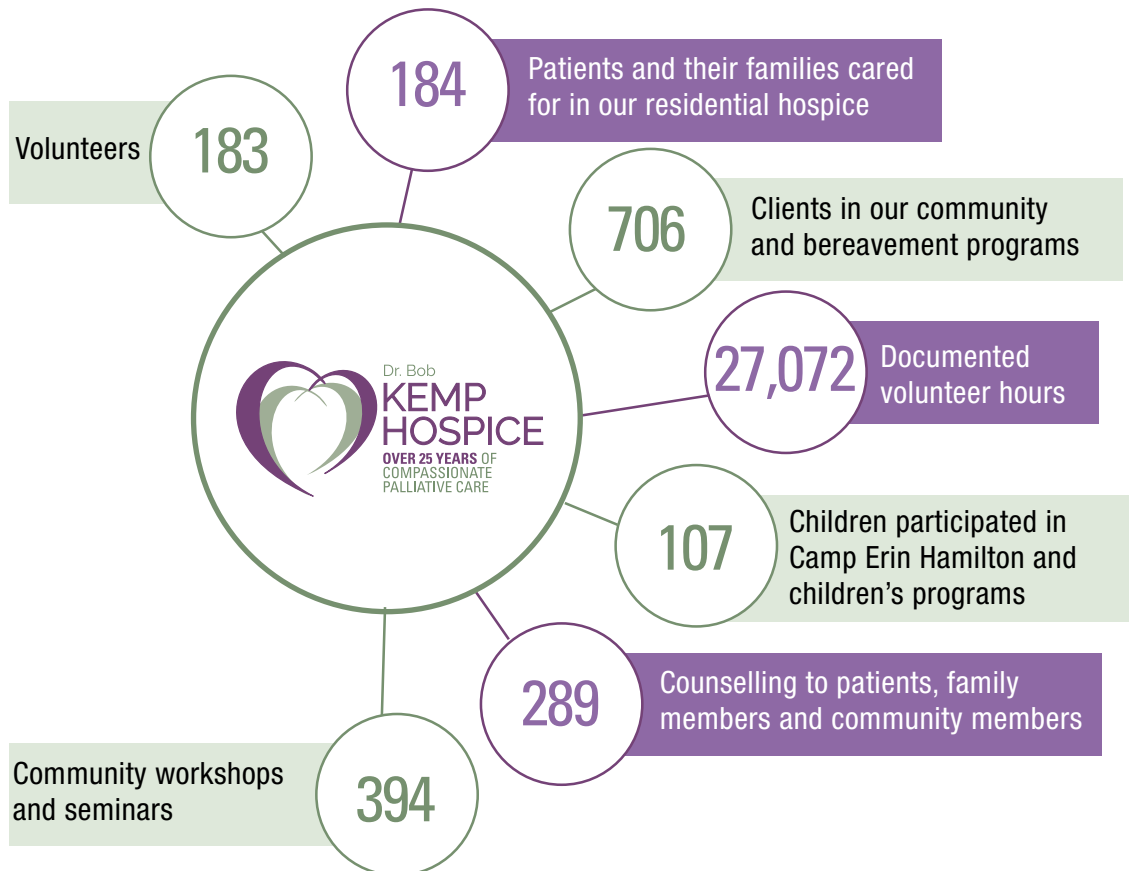 184
Patients and their families cared
for in our residential hospice
Volunteers
183
706
Clients in our community
and bereavement programs
27,072
Documented
volunteer hours
Dr. Bob
KEMP
HOSPICE
OVER 25 YEARS OF
COMPASSIONATE
PALLIATIVE CARE
107
Children participated in
Camp Erin Hamilton and
children’s programs
289
Counselling to patients, family
members and community members
Community workshops
and seminars
394